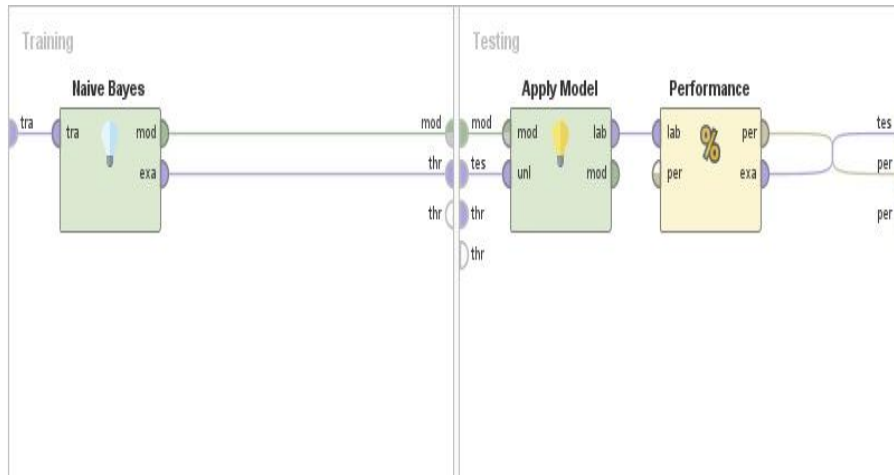 Training
Testing
Naive Bayes
Apply Model
Performance
tra
tra
mod
mod
mod
mod
lab
lab
per
tes
exa
thr
tes
unl
mod
per
exa
per
thr
thr
per
thr
%